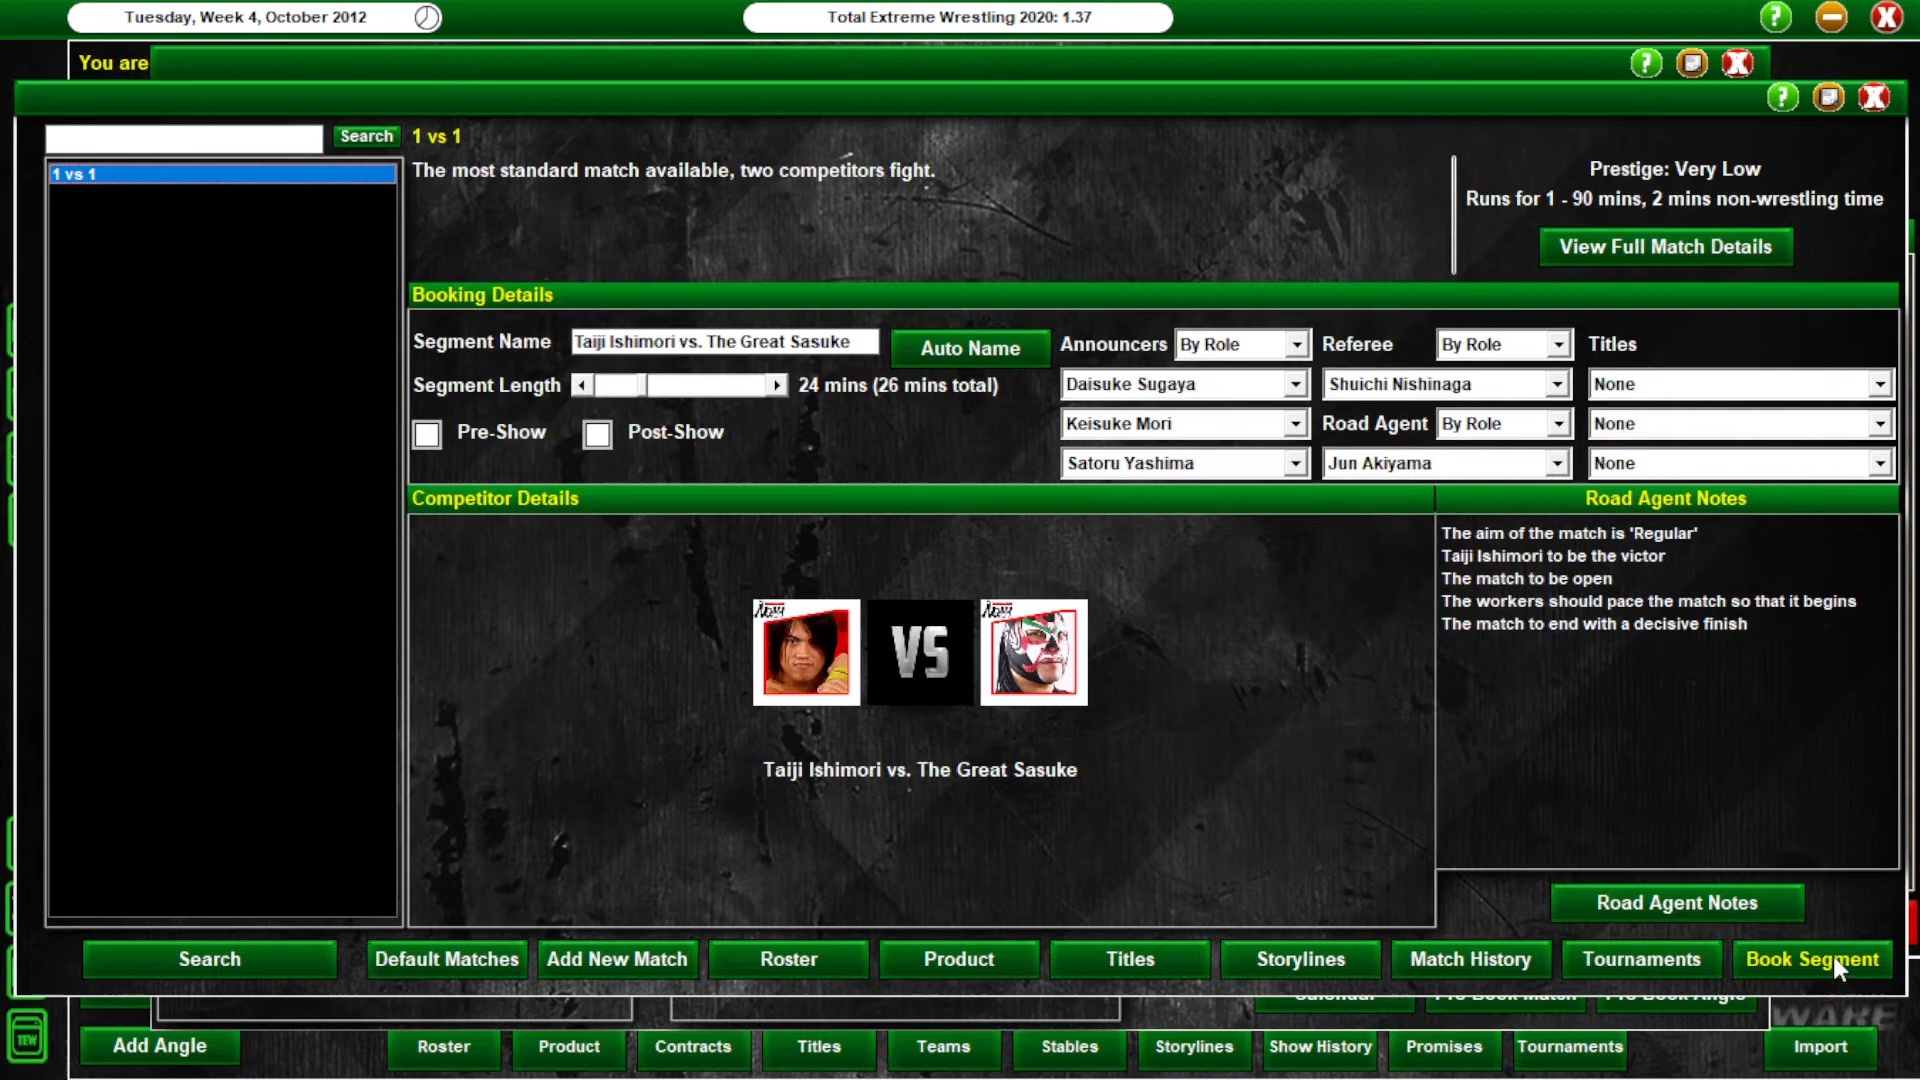 Tuesday, Week 4, October 2012
Total Extreme Wrestling 2020: 1.37
You are
Search
1 vs 1
1 vs 1
The most standard match available, two competitors fight.
Prestige: Very Low
Runs for 1 - 90 mins, 2 mins non-wrestling time
View Full Match Details
Booking Details
Segment Name
Taiji Ishimori vs. The Great Sasuke
Auto Name
Announcers
By Role
Referee
By Role
Titles
Segment Length
24 mins (26 mins total)
Daisuke Sugaya
Shuichi Nishinaga
None
Pre-Show
Post-Show
Keisuke Mori
Road Agent
By Role
None
Satoru Yashima
Jun Akiyama
None
Competitor Details
Road Agent Notes
The aim of the match is 'Regular'
Taiji Ishimori to be the victor
The match to be open
The workers should pace the match so that it begins
The match to end with a decisive finish
VS
Taiji Ishimori vs. The Great Sasuke
Road Agent Notes
Search
Default Matches
Add New Match
Roster
Product
Titles
Storylines
Match History
Tournaments
Book Segment
Calendar
Pre Book Match
Pre Book Angle
WARE
TEW
Add Angle
Roster
Product
Contracts
Titles
Teams
Stables
Storylines
Show History
Promises
Tournaments
Import